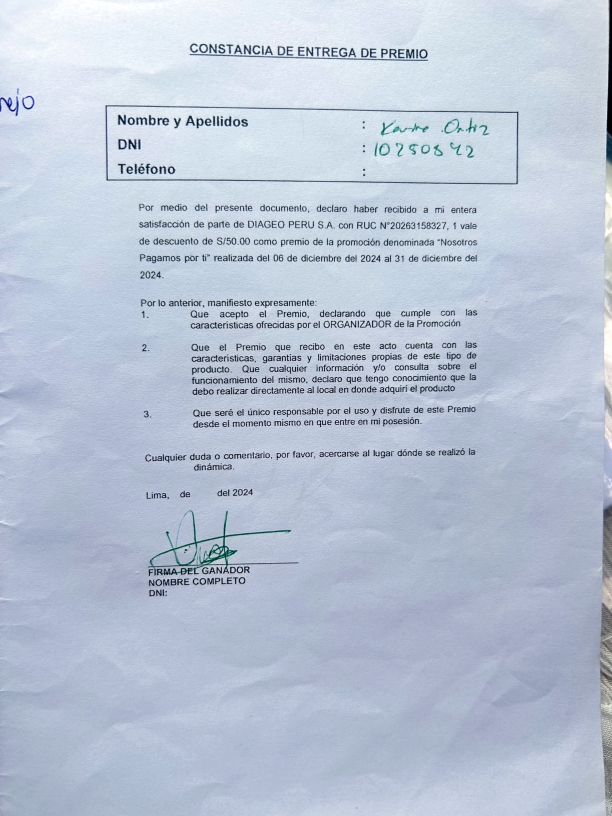 CONSTANCIA DE ENTREGA DE PREMIO
rejo
Nombre y Apellidos : Ortiz
DNI : 10250842
Teléfono :
Por medio del presente documento, declaro haber recibido a mi entera
satisfacción de parte de DIAGEO PERU S.A. con RUC N°20263158327, 1 vale
de descuento de S/50.00 como premio de la promoción denominada “Nosotros
Pagamos por ti” realizada del 06 de diciembre del 2024 al 31 de diciembre del
2024.
Por lo anterior, manifiesto expresamente:
1. Que acepto el Premio, declarando que cumple con las
características ofrecidas por el ORGANIZADOR de la Promoción
2. Que el Premio que recibo en este acto cuenta con las
características, garantías y limitaciones propias de este tipo de
producto. Que cualquier información y/o consulta sobre el
funcionamiento del mismo, declaro que tengo conocimiento que la
debo realizar directamente al local en donde adquirí el producto
3. Que seré el único responsable por el uso y disfrute de este Premio
desde el momento mismo en que entre en mi posesión.
Cualquier duda o comentario, por favor, acercarse al lugar dónde se realizó la
dinámica.
Lima, de del 2024
FIRMA DEL GANADOR
NOMBRE COMPLETO
DNI: